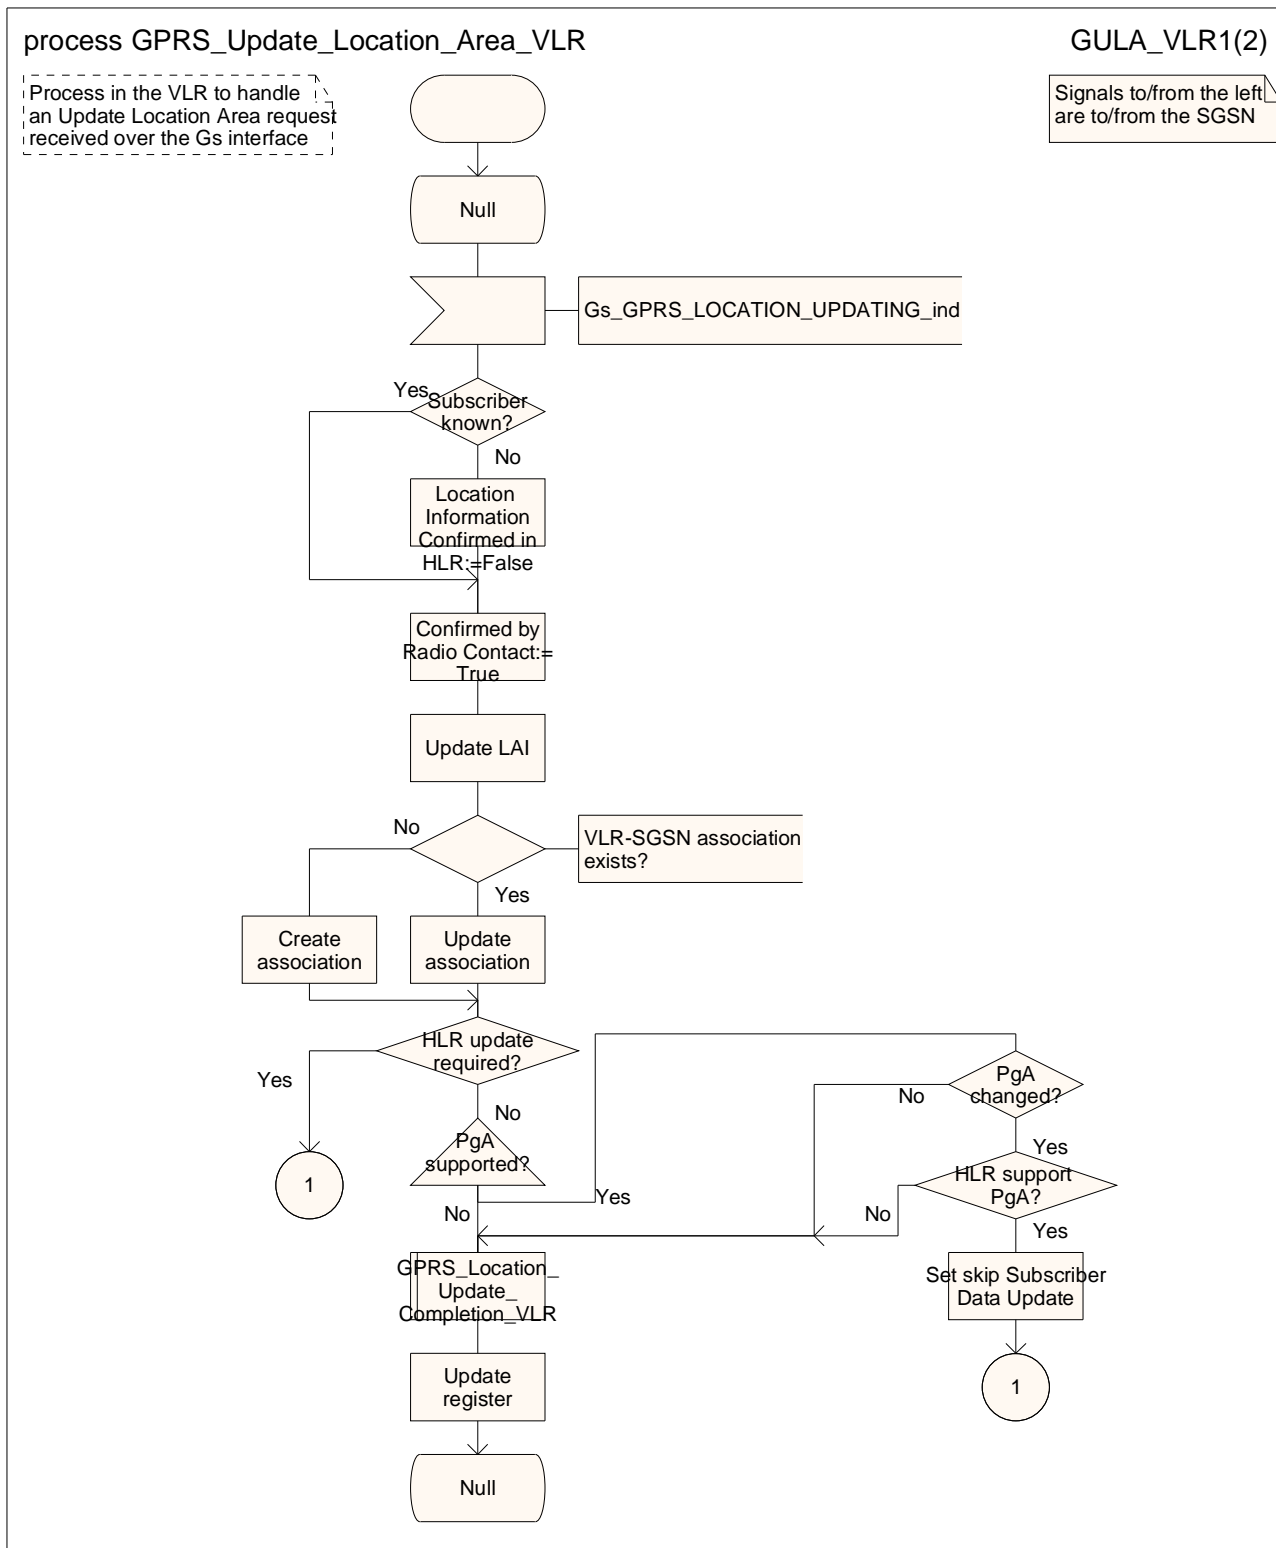 process GPRS_Update_Location_Area_VLR
GULA_VLR1(2)
Process in the VLR to handle
an Update Location Area request
received over the Gs interface
Signals to/from the left
are to/from the SGSN
Null
Gs_GPRS_LOCATION_UPDATING_ind
Yes
Subscriber
known?
No
Location
Information
Confirmed in
HLR:=False
Confirmed by
Radio Contact:=
True
Update LAI
No
VLR-SGSN association
exists?
Yes
Create
association
Update
association
HLR update
required?
Yes
No
PgA
changed?
No
Yes
PgA
supported?
1
Yes
No
HLR support
PgA?
No
Yes
GPRS_Location_
Update_
Completion_VLR
Set skip Subscriber
Data Update
Update
register
1
Null